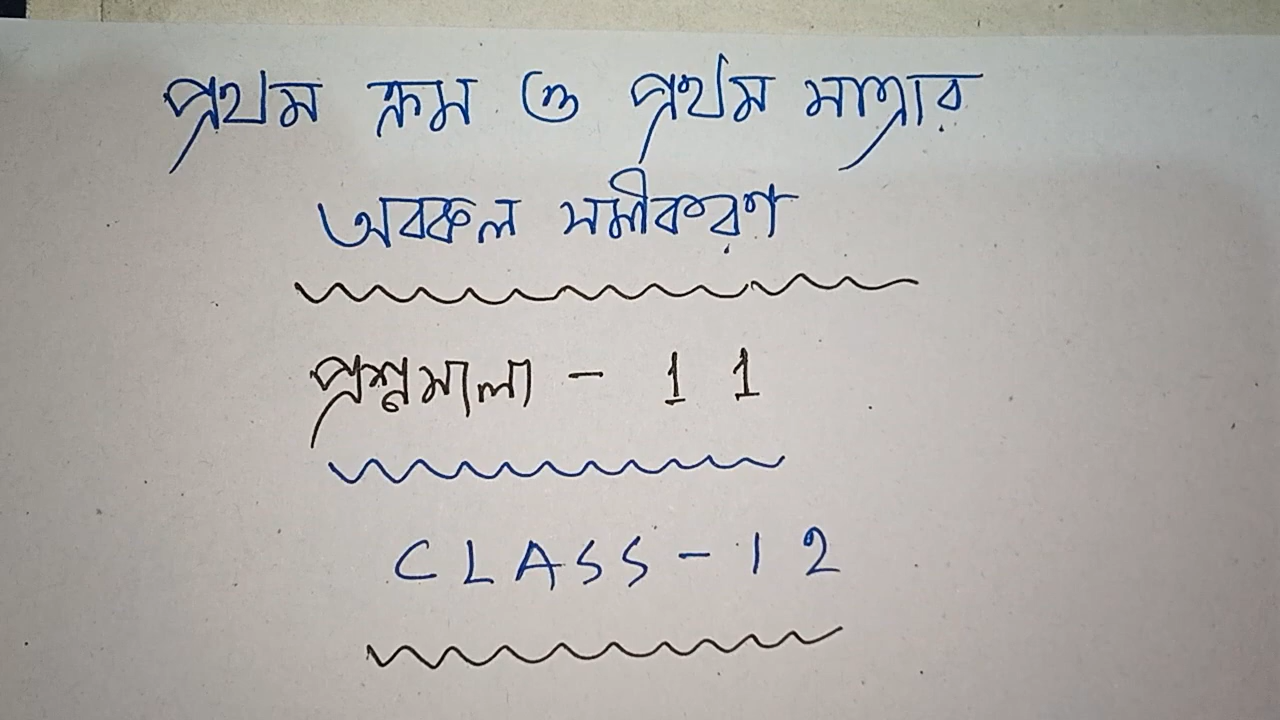 প্রথম ক্রম ও প্রথম মাত্রার
অবকল সমীকরণ
প্রশ্নমালা - 11
CLASS-12